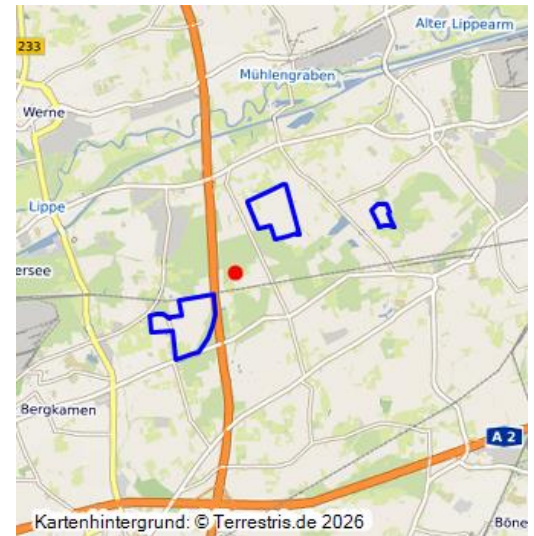 Alter Lippearm
233
Mühlengraben
Werne
Lippe
ersee
Bergkamen
A 2
Böne
Kartenhintergrund: © Terrestris.de 2026